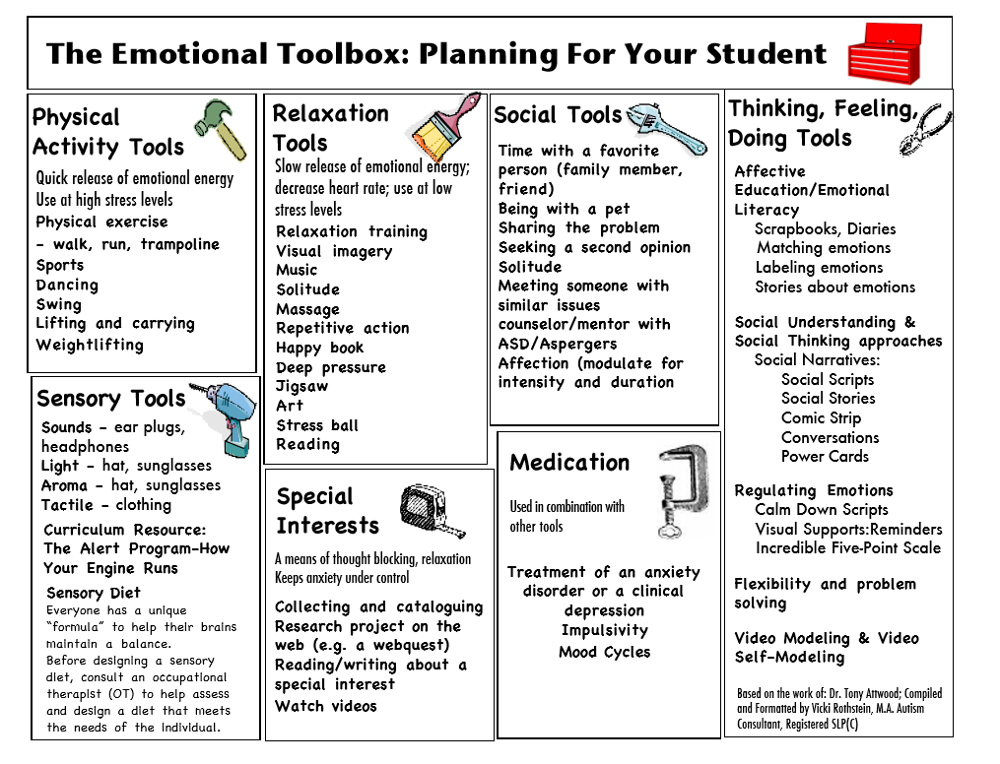 The Emotional Toolbox: Planning For Your Student
Physical
Activity Tools
Quick release of emotional energy
Use at high stress levels
Physical exercise
- walk, run, trampoline
Sports
Dancing
Swing
Lifting and carrying
Weightlifting
Sensory Tools
Sounds - ear plugs,
headphones
Light - hat, sunglasses
Aroma - hat, sunglasses
Tactile - clothing
Curriculum Resource:
The Alert Program-How
Your Engine Runs
Sensory Diet
Everyone has a unique
"formula" to help their brains
maintain a balance.
Before designing a sensory
diet, consult an occupational
therapist (OT) to help assess
and design a diet that meets
the needs of the individual.
Relaxation
Tools
Slow release of emotional energy;
decrease heart rate; use at low
stress levels
Relaxation training
Visual imagery
Music
Solitude
Massage
Repetitive action
Happy book
Deep pressure
Jigsaw
Art
Stress ball
Reading
Special
Interests
A means of thought blocking, relaxation
Keeps anxiety under control
Collecting and cataloguing
Research project on the
web (e.g. a webquest)
Reading/writing about a
special interest
Watch videos
Social Tools
Time with a favorite
person (family member,
friend)
Being with a pet
Sharing the problem
Seeking a second opinion
Solitude
Meeting someone with
similar issues
counselor/mentor with
ASD/Aspergers
Affection (modulate for
intensity and duration
Medication
Used in combination with
other tools
Treatment of an anxiety
disorder or a clinical
depression
Impulsivity
Mood Cycles
Thinking, Feeling,
Doing Tools
Affective
Education/Emotional
Literacy
Scrapbooks, Diaries
Matching emotions
Labeling emotions
Stories about emotions
Social Understanding &
Social Thinking approaches
Social Narratives:
Social Scripts
Social Stories
Comic Strip
Conversations
Power Cards
Regulating Emotions
Calm Down Scripts
Visual Supports:Reminders
Incredible Five-Point Scale
Flexibility and problem
solving
Video Modeling & Video
Self-Modeling
Based on the work of: Dr. Tony Attwood; Compiled
and Formatted by Vicki Rothstein, M.A. Autism
Consultant, Registered SLP(C)